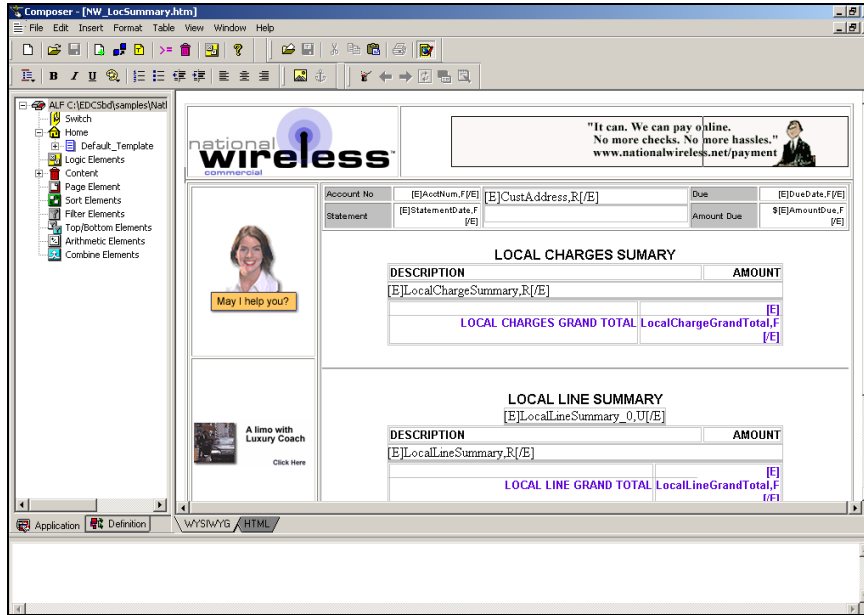 Composer - [NW_LocSummary.htm]
File Edit Insert Format Table View Window Help
B I U
ALF C:\EDCSbd\samples\Natl
Switch
Home
Default_Template
Logic Elements
Content
Page Element
Sort Elements
Filter Elements
Top/Bottom Elements
Arithmetic Elements
Combine Elements
national
wireless™
commercial
"It can. We can pay online.
No more checks. No more hassles."
www.nationalwireless.net/payment
Account No [E]AcctNum,F[/E] [E]CustAddress,R[/E] Due [E]DueDate,F[/E]
Statement [E]StatementDate,F[/E] Amount Due $[E]AmountDue,F[/E]
May I help you?
LOCAL CHARGES SUMARY
DESCRIPTION AMOUNT
[E]LocalChargeSummary,R[/E]
LOCAL CHARGES GRAND TOTAL [E]
LocalChargeGrandTotal,F
[/E]
A limo with
Luxury Coach
Click Here
LOCAL LINE SUMMARY
[E]LocalLineSummary_0,U[/E]
DESCRIPTION AMOUNT
[E]LocalLineSummary,R[/E]
LOCAL LINE GRAND TOTAL [E]
LocalLineGrandTotal,F
[/E]
Application Definition
WYSIWYG HTML